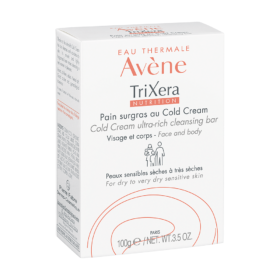 EAU THERMALE
Avène
TriXera
NUTRITION
Pain surgras au Cold Cream
Cold Cream ultra-rich cleansing bar
Visage et corps - Face and body
Peaux sensibles sèches à très sèches
For dry to very dry sensitive skin
PARIS
100g ℮ / NET. WT.3.5 OZ.